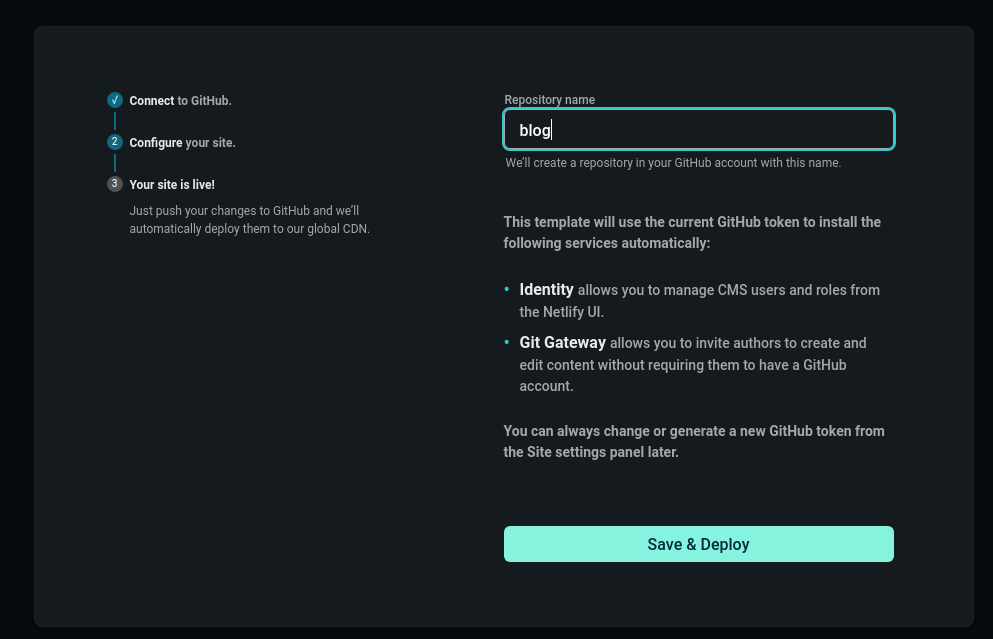 √ Connect to GitHub.
2 Configure your site.
3 Your site is live!
Just push your changes to GitHub and we’ll
automatically deploy them to our global CDN.
Repository name
blog
We’ll create a repository in your GitHub account with this name.
This template will use the current GitHub token to install the
following services automatically:
• Identity allows you to manage CMS users and roles from
the Netlify UI.
• Git Gateway allows you to invite authors to create and
edit content without requiring them to have a GitHub
account.
You can always change or generate a new GitHub token from
the Site settings panel later.
Save & Deploy